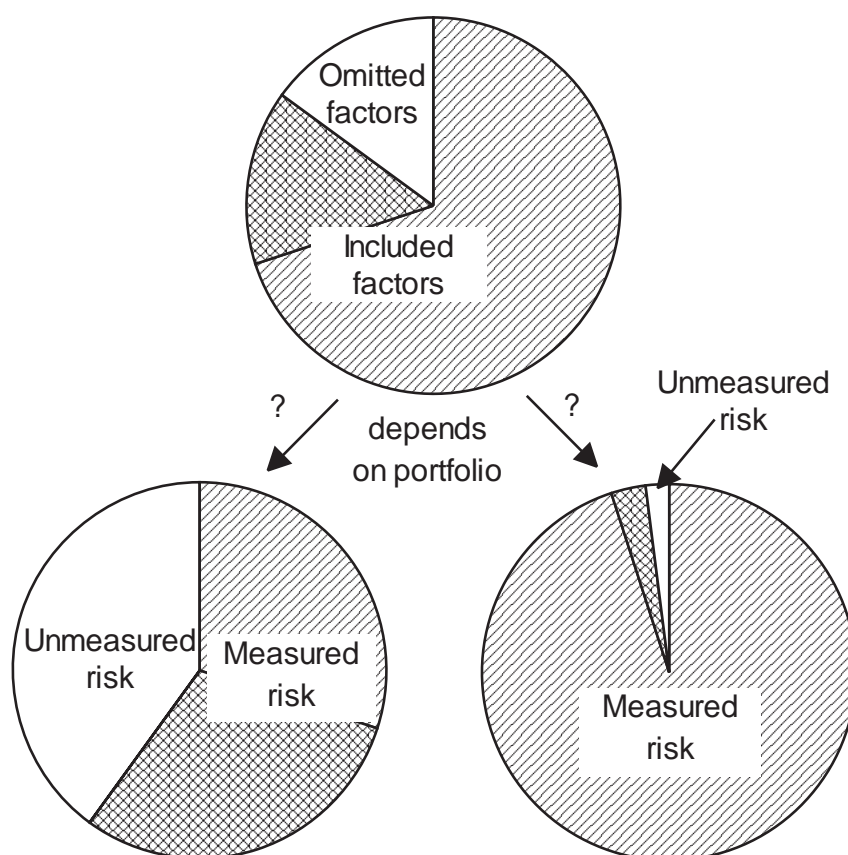 Omitted
factors
Included
factors
?
depends
on portfolio
?
Unmeasured
risk
Unmeasured
risk
Measured
risk
Measured
risk